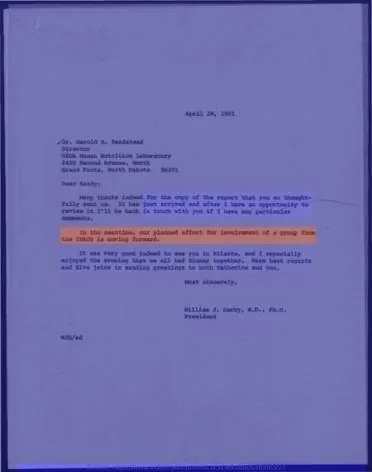 April 20, 1981
Dr. Harold H. Sandstead
Director
USDA Human Nutrition Laboratory
2420 Second Avenue, North
Grand Forks, North Dakota 58201
Dear Sandy:
Many thanks indeed for the copy of the report that you so thought-
fully sent us. It has just arrived and after I have an opportunity to
review it I'll be back in touch with you if I have any particular
comments.
In the meantime, our planned effort for involvement of a group from
the is moving forward.
It was very good indeed to see you in Atlanta, and I especially
enjoyed the evening that we all had dinner together. Warm best regards
and Elva joins in sending greetings to both Kathryn and you.
Most sincerely,
William J. Darby, M.D., Ph.D.
President
WJD/ed